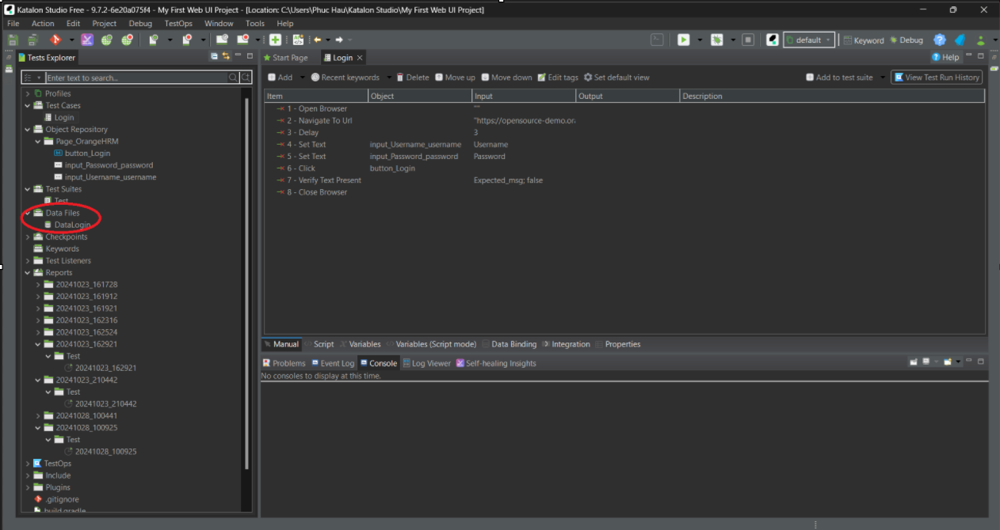 Katalon Studio Free - 9.7.2-6e20a075f4 - My First Web UI Project - [Location: C:\Users\Phuc Hau\Katalon Studio\My First Web UI Project]
File Action Edit Project Debug TestOps Window Tools Help
default Keyword Debug
Tests Explorer
Enter text to search...
Profiles
Test Cases
Login
Object Repository
Page_OrangeHRM
button_Login
input_Password_password
input_Username_username
Test Suites
Test
Data Files
DataLogin
Checkpoints
Keywords
Test Listeners
Reports
20241023_161728
20241023_161912
20241023_161921
20241023_162316
20241023_162524
20241023_162921
Test
20241023_162921
20241023_210442
Test
20241023_210442
20241028_100441
20241028_100925
Test
20241028_100925
TestOps
Include
Plugins
.gitignore
build.gradle
Start Page Login Help
Add Recent keywords Delete Move up Move down Edit tags Set default view Add to test suite View Test Run History
Item Object Input Output Description
1 - Open Browser ""
2 - Navigate To Url "https://opensource-demo.or
3 - Delay 3
4 - Set Text input_Username_username Username
5 - Set Text input_Password_password Password
6 - Click button_Login
7 - Verify Text Present Expected_msg; false
8 - Close Browser
Manual Script Variables Variables (Script mode) Data Binding Integration Properties
Problems Event Log Console Log Viewer Self-healing Insights
No consoles to display at this time.